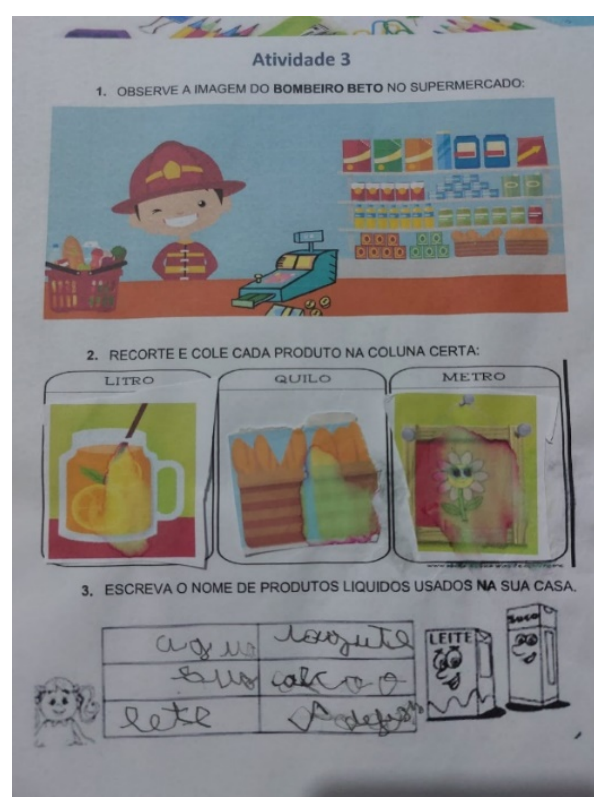 Atividade 3
1. OBSERVE A IMAGEM DO BOMBEIRO BETO NO SUPERMERCADO:
2. RECORTE E COLE CADA PRODUTO NA COLUNA CERTA:
LITRO QUILO METRO
3. ESCREVA O NOME DE PRODUTOS LIQUIDOS USADOS NA SUA CASA.
agua
LEITE
SUCO
suo
lete